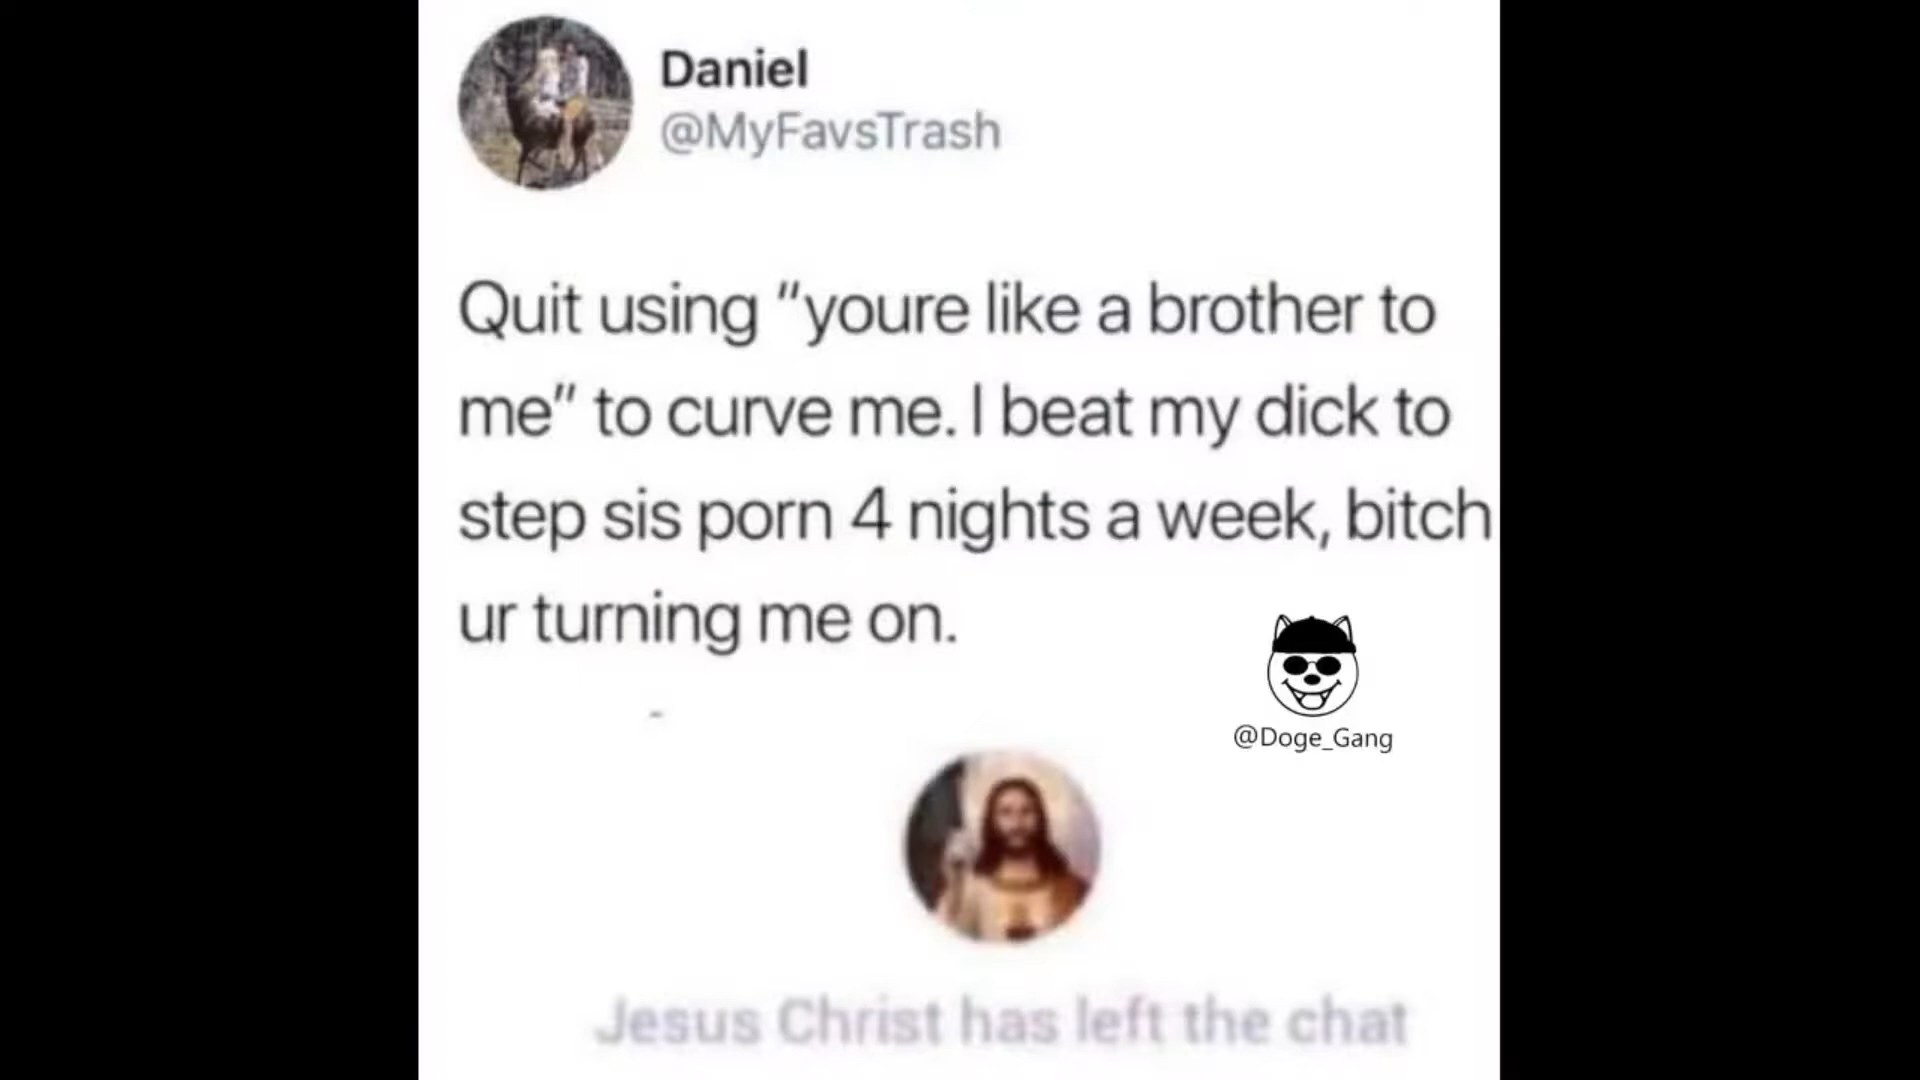 Daniel
@MyFavsTrash
Quit using "youre like a brother to
me" to curve me. I beat my dick to
step sis porn 4 nights a week, bitch
ur turning me on.
@Doge_Gang
Jesus Christ has left the chat